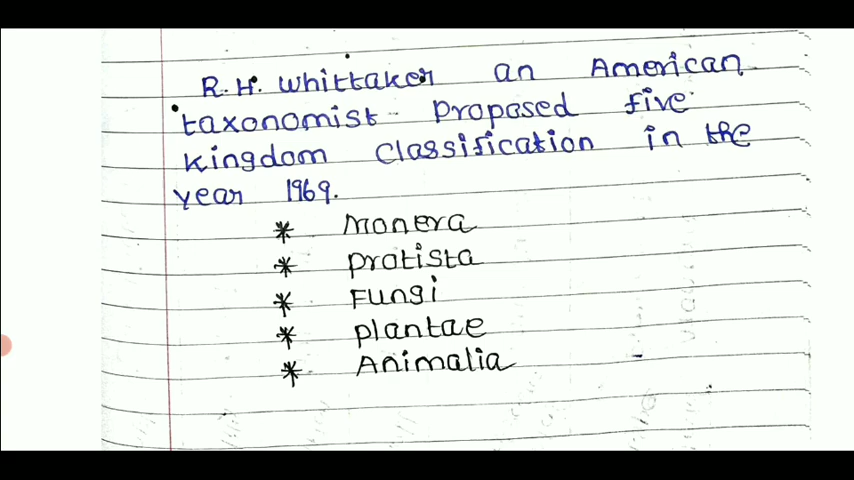 R.H. Whittaker an American
taxonomist proposed five
kingdom classification in the
year 1969.
* Monera
* protista
* Fungi
* plantae
* Animalia